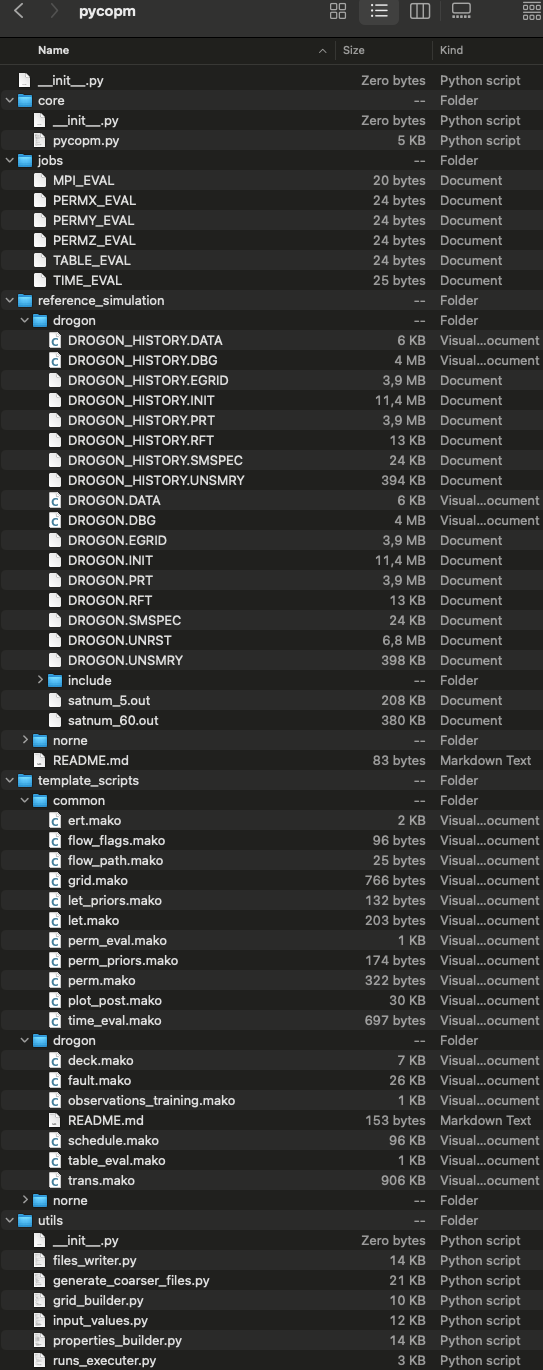 pycopm
Name Size Kind
__init__.py Zero bytes Python script
core -- Folder
__init__.py Zero bytes Python script
pycopm.py 5 KB Python script
jobs -- Folder
MPI_EVAL 20 bytes Document
PERMX_EVAL 24 bytes Document
PERMY_EVAL 24 bytes Document
PERMZ_EVAL 24 bytes Document
TABLE_EVAL 24 bytes Document
TIME_EVAL 25 bytes Document
reference_simulation -- Folder
drogon -- Folder
DROGON_HISTORY.DATA 6 KB Visual...ocument
DROGON_HISTORY.DBG 4 MB Visual...ocument
DROGON_HISTORY.EGRID 3,9 MB Document
DROGON_HISTORY.INIT 11,4 MB Document
DROGON_HISTORY.PRT 3,9 MB Document
DROGON_HISTORY.RFT 13 KB Document
DROGON_HISTORY.SMSPEC 24 KB Document
DROGON_HISTORY.UNSMRY 394 KB Document
DROGON.DATA 6 KB Visual...ocument
DROGON.DBG 4 MB Visual...ocument
DROGON.EGRID 3,9 MB Document
DROGON.INIT 11,4 MB Document
DROGON.PRT 3,9 MB Document
DROGON.RFT 13 KB Document
DROGON.SMSPEC 24 KB Document
DROGON.UNRST 6,8 MB Document
DROGON.UNSMRY 398 KB Document
include -- Folder
satnum_5.out 208 KB Document
satnum_60.out 380 KB Document
norne -- Folder
README.md 83 bytes Markdown Text
template_scripts -- Folder
common -- Folder
ert.mako 2 KB Visual...ocument
flow_flags.mako 96 bytes Visual...ocument
flow_path.mako 25 bytes Visual...ocument
grid.mako 766 bytes Visual...ocument
let_priors.mako 132 bytes Visual...ocument
let.mako 203 bytes Visual...ocument
perm_eval.mako 1 KB Visual...ocument
perm_priors.mako 174 bytes Visual...ocument
perm.mako 322 bytes Visual...ocument
plot_post.mako 30 KB Visual...ocument
time_eval.mako 697 bytes Visual...ocument
drogon -- Folder
deck.mako 7 KB Visual...ocument
fault.mako 26 KB Visual...ocument
observations_training.mako 1 KB Visual...ocument
README.md 153 bytes Markdown Text
schedule.mako 96 KB Visual...ocument
table_eval.mako 1 KB Visual...ocument
trans.mako 906 KB Visual...ocument
norne -- Folder
utils -- Folder
__init__.py Zero bytes Python script
files_writer.py 14 KB Python script
generate_coarser_files.py 21 KB Python script
grid_builder.py 10 KB Python script
input_values.py 12 KB Python script
properties_builder.py 14 KB Python script
runs_executer.py 3 KB Python script